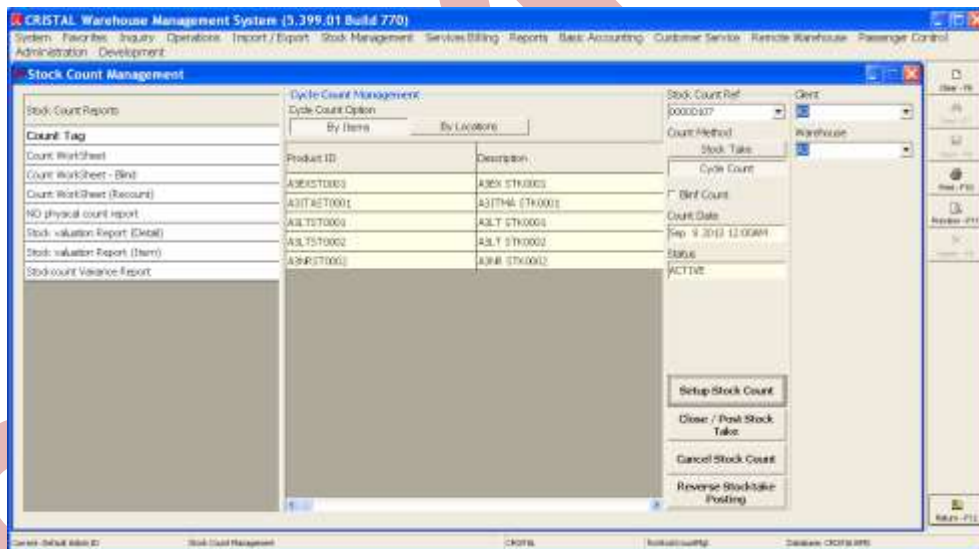 CRISTAL Warehouse Management System (5.399.01 Build 770)
System Favorites Inquiry Operations Import / Export Stock Management Services Billing Reports Basic Accounting Customer Service Remote Warehouse Passenger Control
Administration Development
Stock Count Management
Stock Count Reports
Count Tag
Count WorkSheet
Count WorkSheet - Blind
Count WorkSheet (Recount)
NO physical count report
Stock valuation Report (Detail)
Stock valuation Report (Item)
Stockcount Variance Report
Cycle Count Management
Cycle Count Option
By Items By Locations
Product ID Description
A3EXST0001 A3EX STK0001
A3ITAET0001 A3ITMA STK0001
A3LTST0001 A3LT STK0001
A3LTST0002 A3LT STK0002
A3NRST0002 A3NR STK0002
Stock Count Ref
00000107
Count Method
Stock Take
Cycle Count
Count Date
Sep 9 2013 12:00AM
Status
ACTIVE
Client
Warehouse
Setup Stock Count
Close / Post Stock
Take
Cancel Stock Count
Reverse Stocktake
Posting
Return - F12
Stock Count Management
CRISTAL